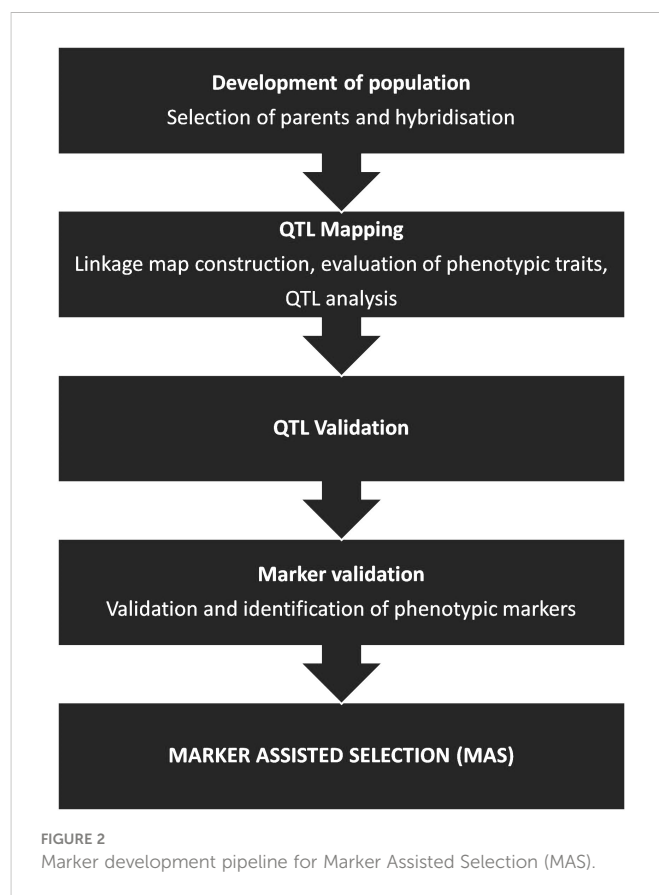 Development of population
Selection of parents and hybridisation
QTL Mapping
Linkage map construction, evaluation of phenotypic traits,
QTL analysis
QTL Validation
Marker validation
Validation and identification of phenotypic markers
MARKER ASSISTED SELECTION (MAS)
FIGURE 2
Marker development pipeline for Marker Assisted Selection (MAS).